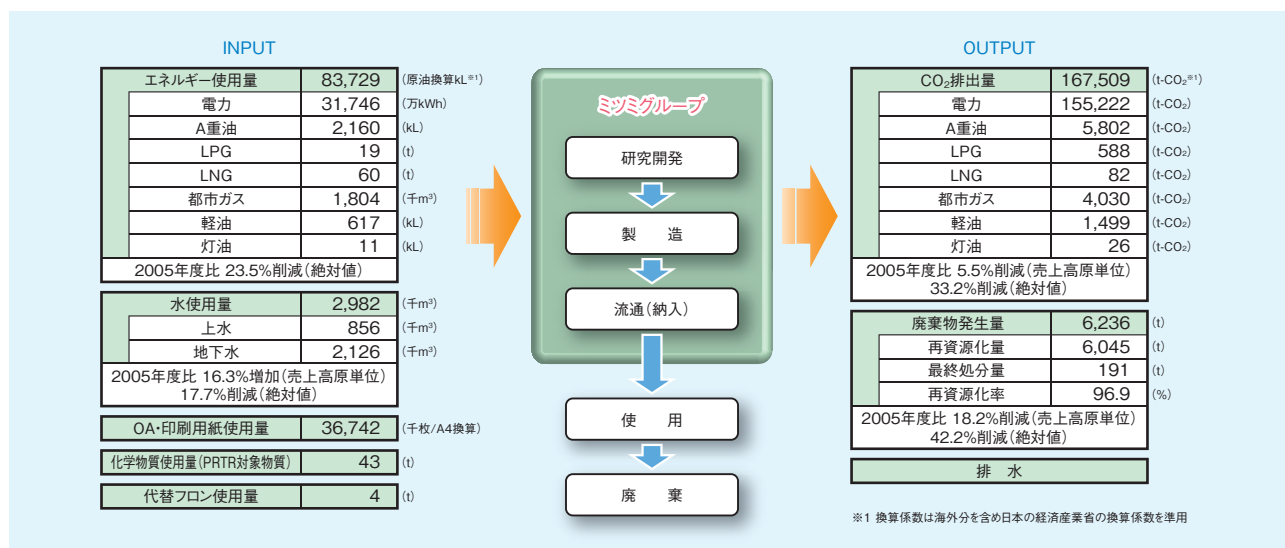 INPUT
エネルギー使用量 83,729 (原油換算kL※1)
電力 31,746 (万kWh)
A重油 2,160 (kL)
LPG 19 (t)
LNG 60 (t)
都市ガス 1,804 (千m³)
軽油 617 (kL)
灯油 11 (kL)
2005年度比 23.5%削減(絶対値)
水使用量 2,982 (千m³)
上水 856 (千m³)
地下水 2,126 (千m³)
2005年度比 16.3%増加(売上高原単位)
17.7%削減(絶対値)
OA・印刷用紙使用量 36,742 (千枚/A4換算)
化学物質使用量(PRTR対象物質) 43 (t)
代替フロン使用量 4 (t)
ミツミグループ
研究開発
製 造
流通(納入)
使 用
廃 棄
OUTPUT
CO₂排出量 167,509 (t-CO₂※1)
電力 155,222 (t-CO₂)
A重油 5,802 (t-CO₂)
LPG 588 (t-CO₂)
LNG 82 (t-CO₂)
都市ガス 4,030 (t-CO₂)
軽油 1,499 (t-CO₂)
灯油 26 (t-CO₂)
2005年度比 5.5%削減(売上高原単位)
33.2%削減(絶対値)
廃棄物発生量 6,236 (t)
再資源化量 6,045 (t)
最終処分量 191 (t)
再資源化率 96.9 (%)
2005年度比 18.2%削減(売上高原単位)
42.2%削減(絶対値)
排 水
※1 換算係数は海外分を含め日本の経済産業省の換算係数を準用